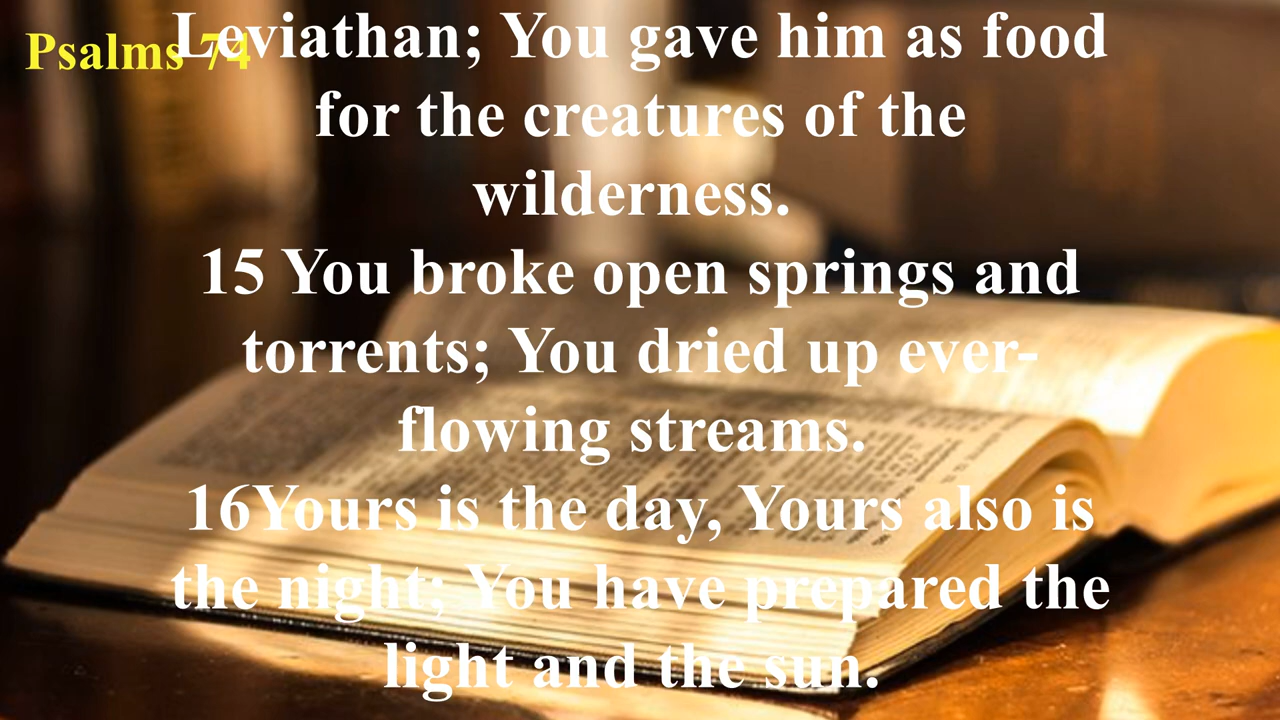 Psalms 74
Leviathan; You gave him as food
for the creatures of the
wilderness.
15 You broke open springs and
torrents; You dried up ever-
flowing streams.
16Yours is the day, Yours also is
the night; You have prepared the
light and the sun.